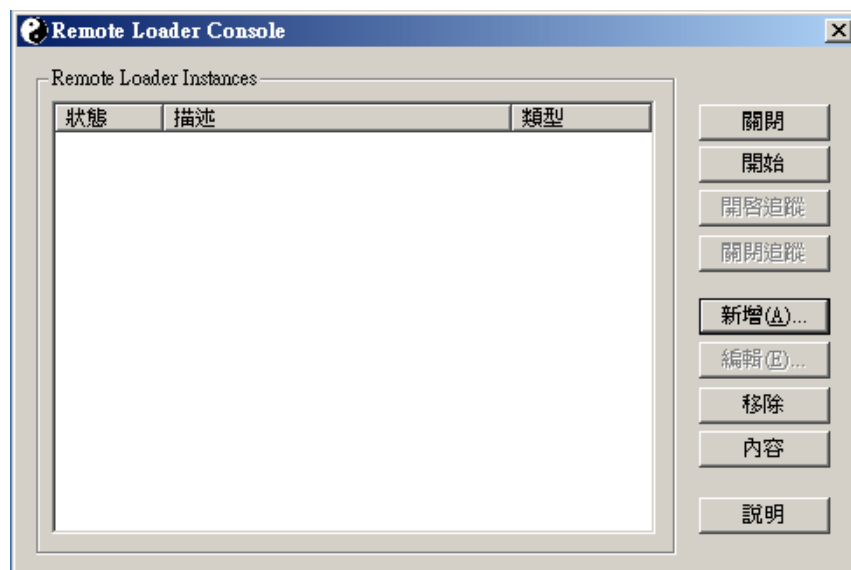 Remote Loader Console
Remote Loader Instances
狀態 描述 類型
關閉
開始
開啓追蹤
關閉追蹤
新增(A)...
編輯(E)...
移除
內容
說明